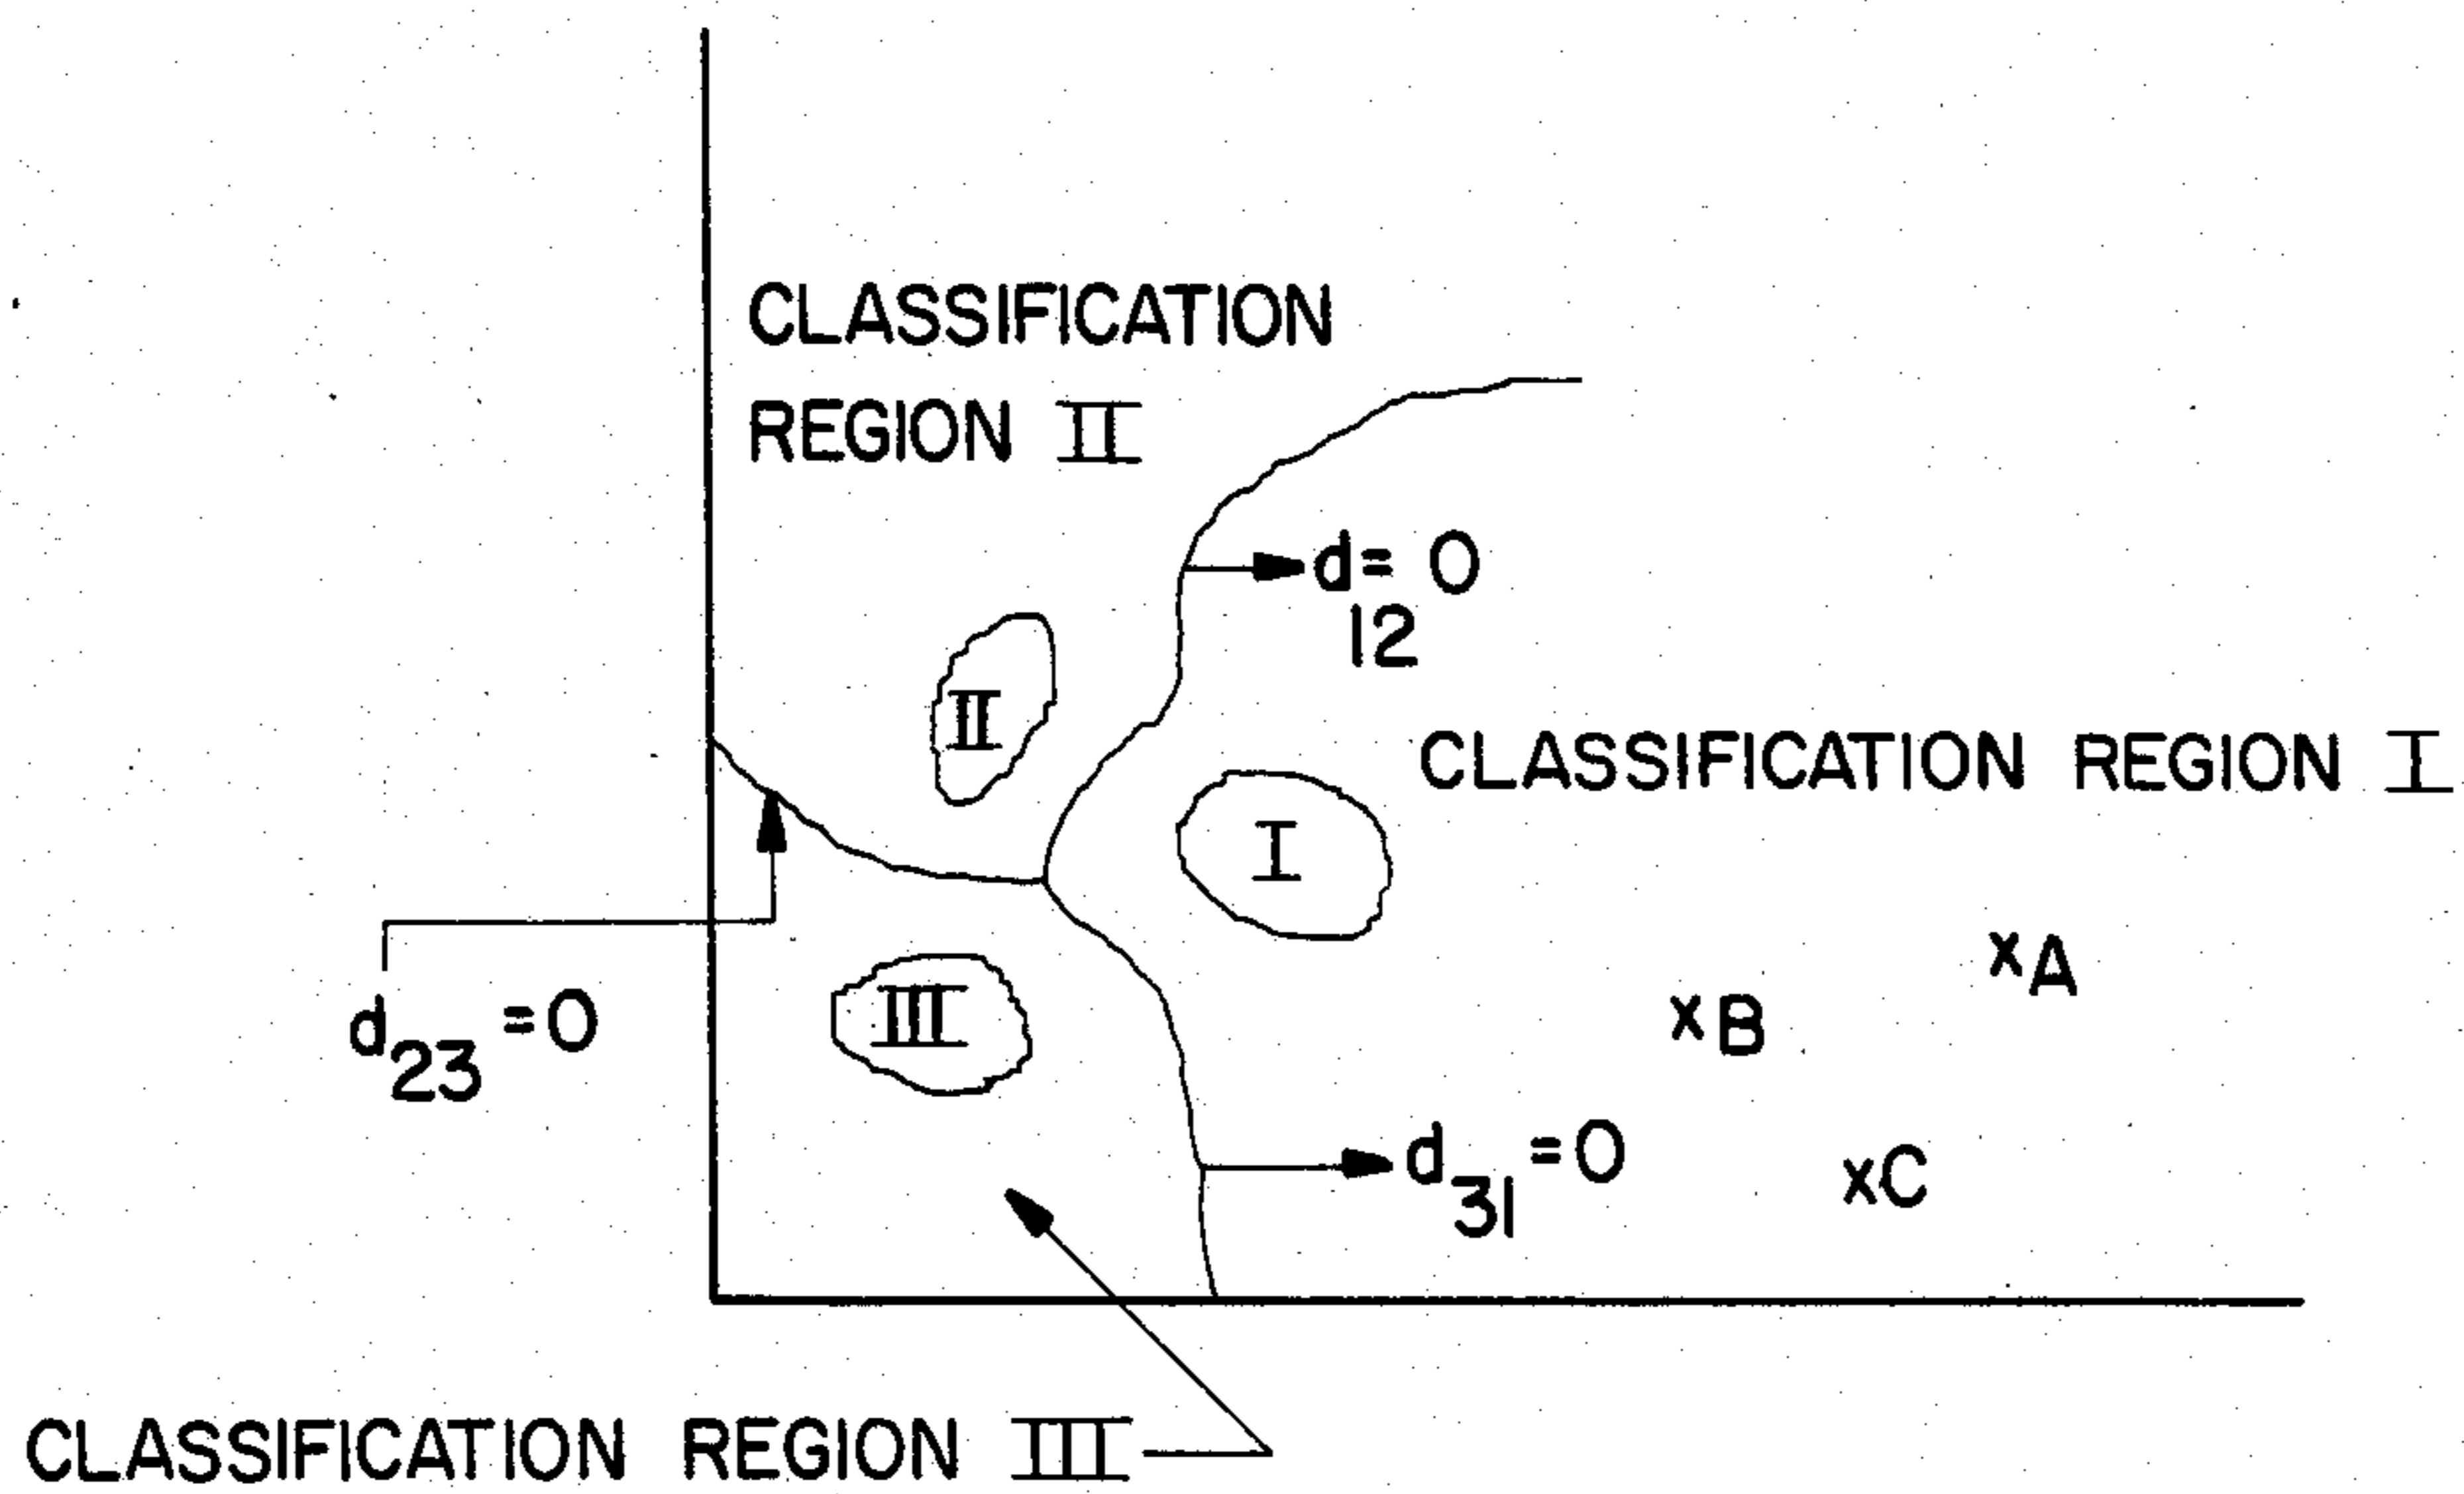 CLASSIFICATION
REGION II
d= 0
12
II
CLASSIFICATION REGION I
I
xA
III
xB
d23 =0
d31 =0
xC
CLASSIFICATION REGION III